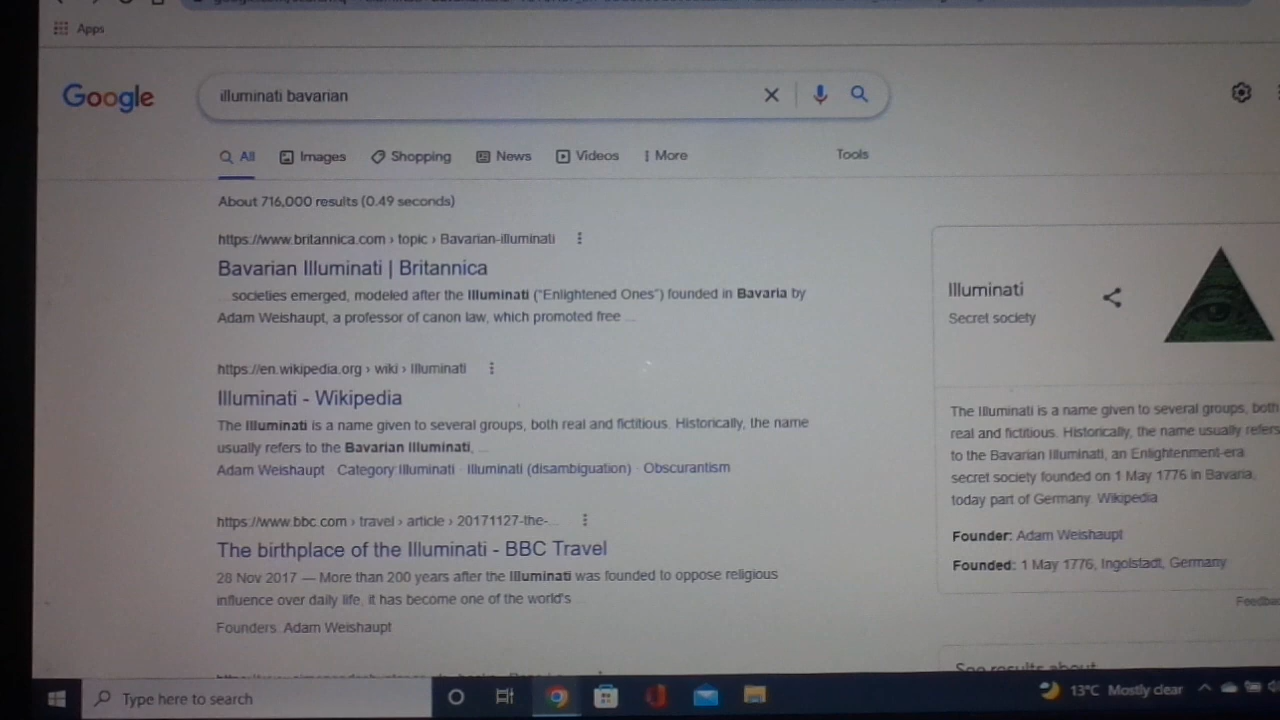 Apps
Google
illuminati bavarian
All Images Shopping News Videos More Tools
About 716,000 results (0.49 seconds)
https://www.britannica.com › topic › Bavarian-illuminati
Bavarian Illuminati | Britannica
... societies emerged, modeled after the Illuminati ("Enlightened Ones") founded in Bavaria by
Adam Weishaupt, a professor of canon law, which promoted free ...
https://en.wikipedia.org › wiki › Illuminati
Illuminati - Wikipedia
The Illuminati is a name given to several groups, both real and fictitious. Historically, the name
usually refers to the Bavarian Illuminati, ...
Adam Weishaupt · Category:Illuminati · Illuminati (disambiguation) · Obscurantism
https://www.bbc.com › travel › article › 20171127-the-...
The birthplace of the Illuminati - BBC Travel
28 Nov 2017 — More than 200 years after the Illuminati was founded to oppose religious
influence over daily life, it has become one of the world's
Founders: Adam Weishaupt
Illuminati
Secret society
The Illuminati is a name given to several groups, both
real and fictitious. Historically, the name usually refers
to the Bavarian Illuminati, an Enlightenment-era
secret society founded on 1 May 1776 in Bavaria,
today part of Germany. Wikipedia
Founder: Adam Weishaupt
Founded: 1 May 1776, Ingolstadt, Germany
Feedba
See results about
Type here to search
13°C Mostly clear